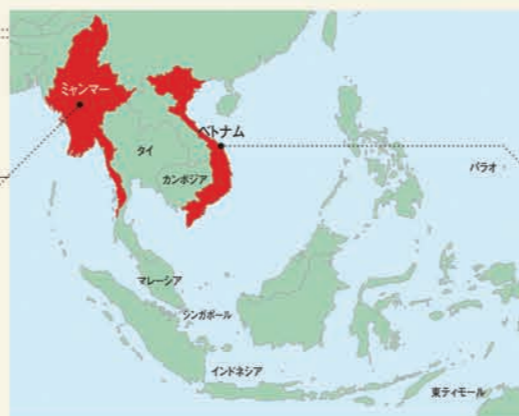 ミャンマー
ベトナム
タイ
カンボジア
パラオ
マレーシア
シンガポール
インドネシア
東ティモール